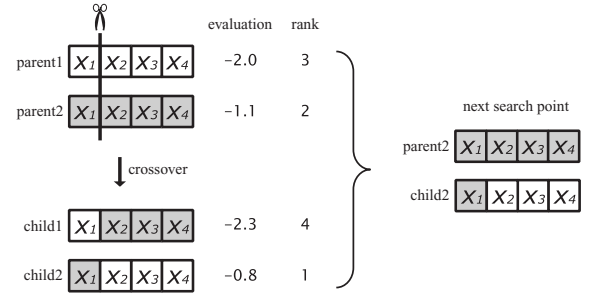 evaluation rank
parent1 X1 X2 X3 X4 -2.0 3
parent2 X1 X2 X3 X4 -1.1 2
crossover
child1 X1 X2 X3 X4 -2.3 4
child2 X1 X2 X3 X4 -0.8 1
next search point
parent2 X1 X2 X3 X4
child2 X1 X2 X3 X4